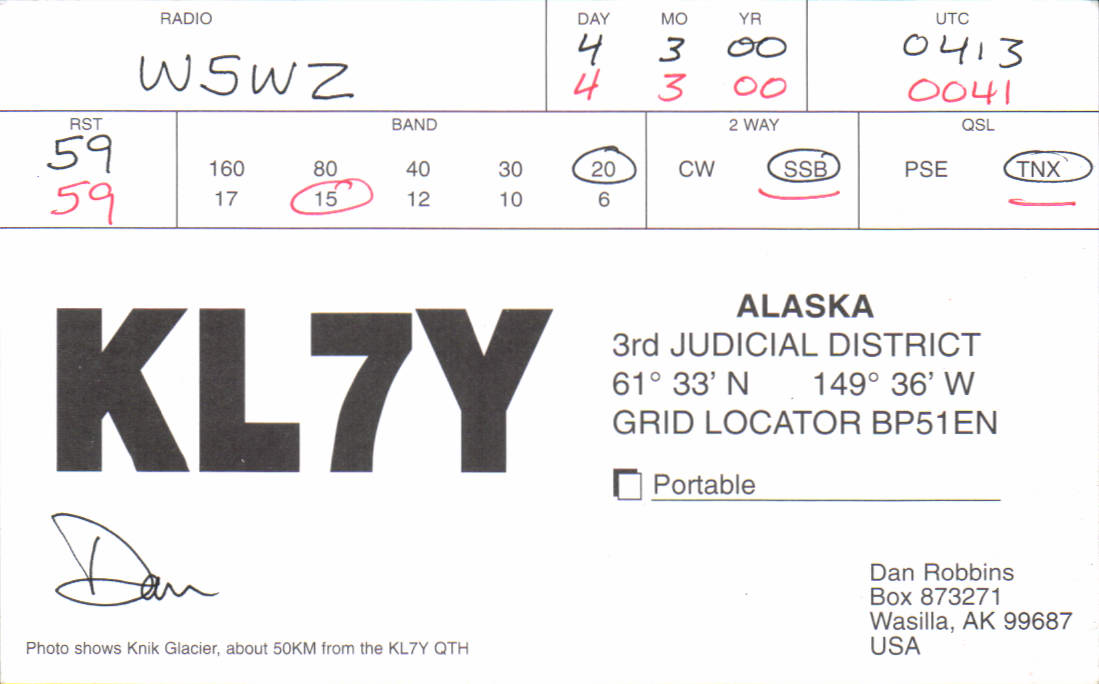 RADIO DAY MO YR UTC
W5WZ 4 3 00 0413
4 3 00 0041
RST BAND 2 WAY QSL
59 160 80 40 30 20 CW SSB PSE TNX
59 17 15 12 10 6
KL7Y
ALASKA
3rd JUDICIAL DISTRICT
61° 33' N 149° 36' W
GRID LOCATOR BP51EN
Portable
Dan
Dan Robbins
Box 873271
Wasilla, AK 99687
USA
Photo shows Knik Glacier, about 50KM from the KL7Y QTH